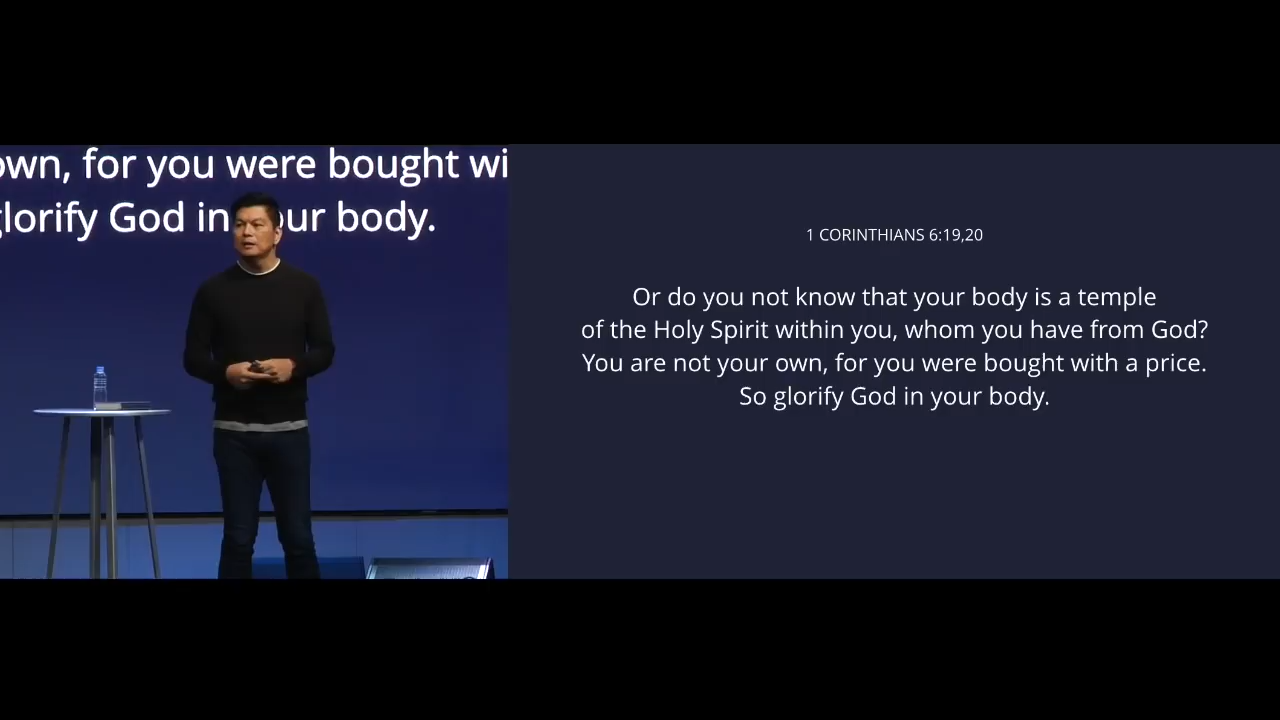 own, for you were bought wi
glorify God in your body.
1 CORINTHIANS 6:19,20
Or do you not know that your body is a temple
of the Holy Spirit within you, whom you have from God?
You are not your own, for you were bought with a price.
So glorify God in your body.